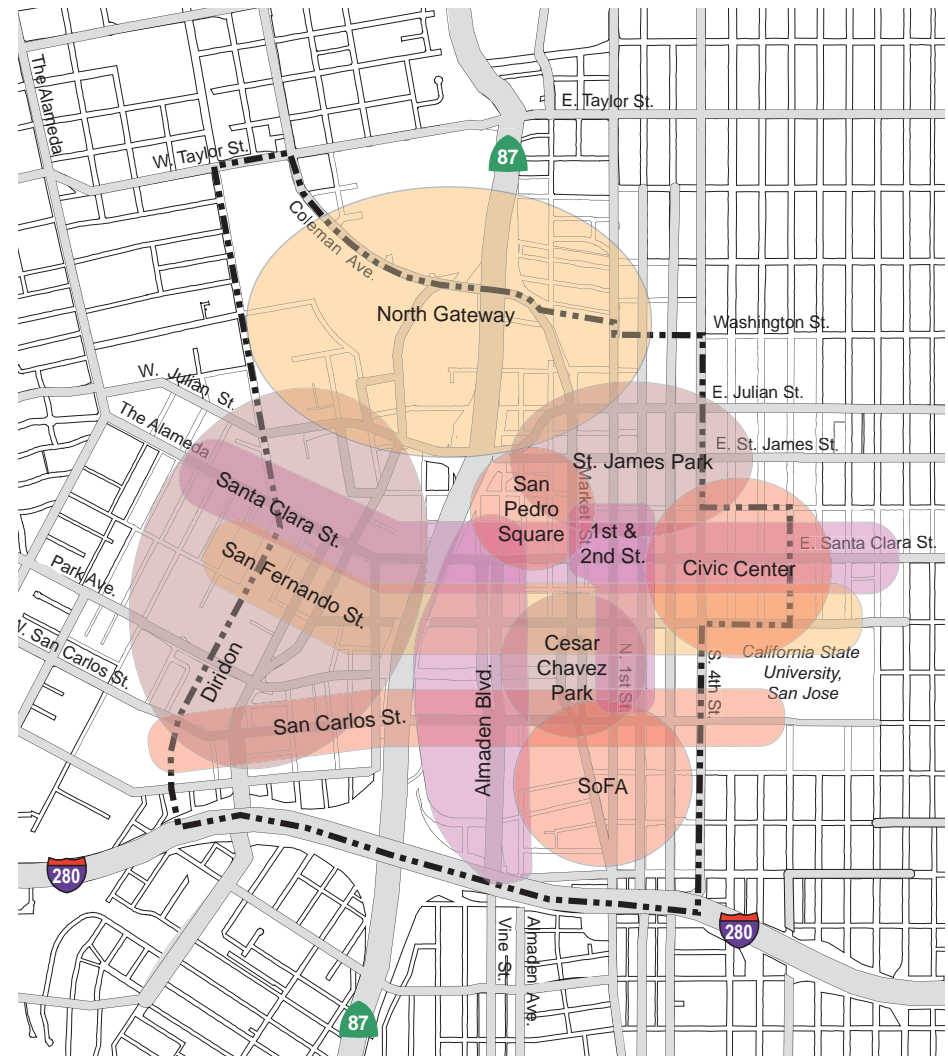 The Alameda
E. Taylor St.
W. Taylor St.
87
Coleman Ave.
North Gateway
Washington St.
W. Julian St.
E. Julian St.
The Alameda
E. St. James St.
St. James Park
San
Pedro
Square
Market St.
1st &
2nd St.
Santa Clara St.
E. Santa Clara St.
Civic Center
San Fernando St.
Park Ave.
W. San Carlos St.
Diridon
Cesar
Chavez
Park
N. 1st St.
S. 4th St.
California State
University,
San Jose
San Carlos St.
Almaden Blvd.
SoFA
280
280
Vine St.
Almaden Ave.
87